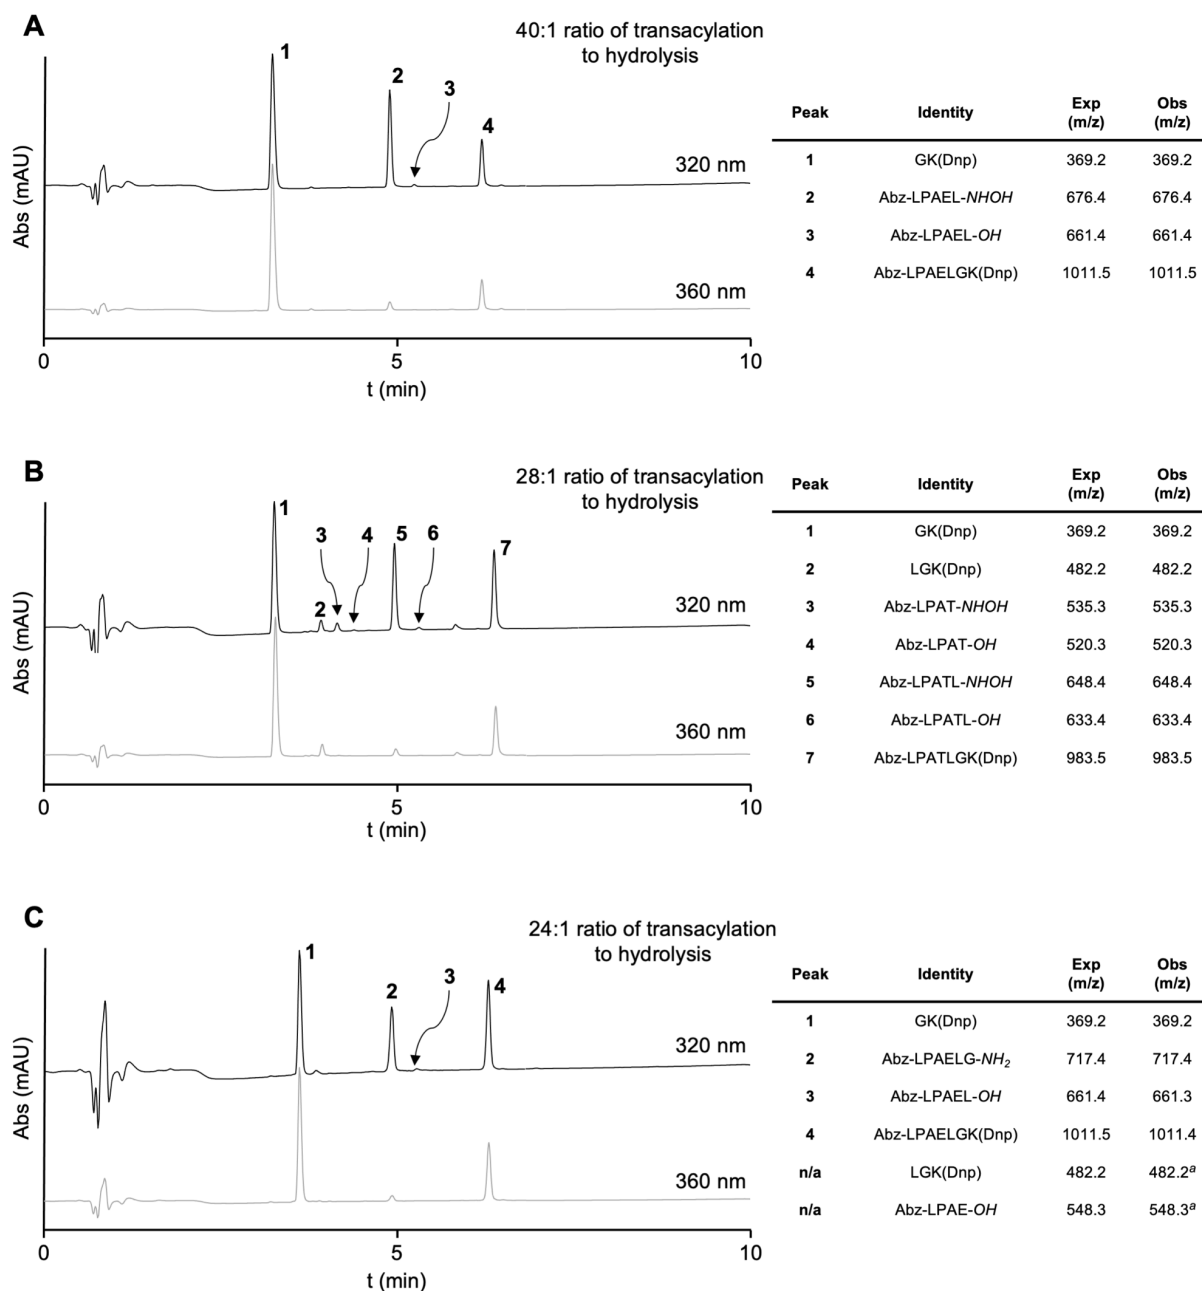 A
40:1 ratio of transacylation
to hydrolysis
1
2
3
4
320 nm
360 nm
Abs (mAU)
0
5
10
t (min)
Peak Identity Exp (m/z) Obs (m/z)
1 GK(Dnp) 369.2 369.2
2 Abz-LPAEL-NHOH 676.4 676.4
3 Abz-LPAEL-OH 661.4 661.4
4 Abz-LPAELGK(Dnp) 1011.5 1011.5
B
28:1 ratio of transacylation
to hydrolysis
1
2
3
4
5
6
7
320 nm
360 nm
Abs (mAU)
0
5
10
t (min)
Peak Identity Exp (m/z) Obs (m/z)
1 GK(Dnp) 369.2 369.2
2 LGK(Dnp) 482.2 482.2
3 Abz-LPAT-NHOH 535.3 535.3
4 Abz-LPAT-OH 520.3 520.3
5 Abz-LPATL-NHOH 648.4 648.4
6 Abz-LPATL-OH 633.4 633.4
7 Abz-LPATLGK(Dnp) 983.5 983.5
C
24:1 ratio of transacylation
to hydrolysis
1
2
3
4
320 nm
360 nm
Abs (mAU)
0
5
10
t (min)
Peak Identity Exp (m/z) Obs (m/z)
1 GK(Dnp) 369.2 369.2
2 Abz-LPAELG-NH2 717.4 717.4
3 Abz-LPAEL-OH 661.4 661.3
4 Abz-LPAELGK(Dnp) 1011.5 1011.4
n/a LGK(Dnp) 482.2 482.2a
n/a Abz-LPAE-OH 548.3 548.3a